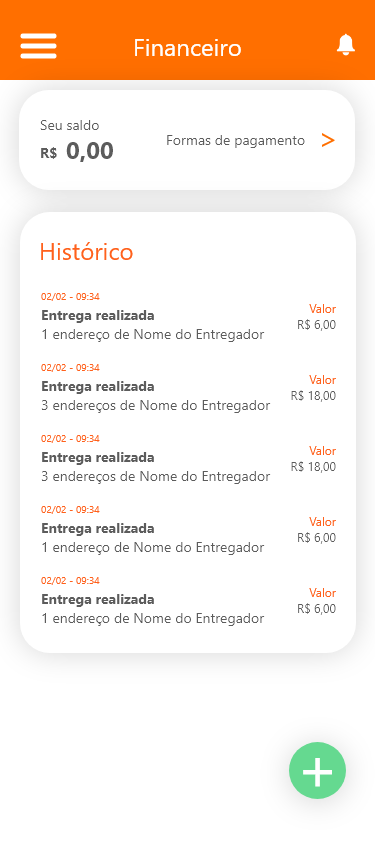 Financeiro
Seu saldo
R$ 0,00
Formas de pagamento >
Histórico
02/02 - 09:34
Entrega realizada
1 endereço de Nome do Entregador
Valor
R$ 6,00
02/02 - 09:34
Entrega realizada
3 endereços de Nome do Entregador
Valor
R$ 18,00
02/02 - 09:34
Entrega realizada
3 endereços de Nome do Entregador
Valor
R$ 18,00
02/02 - 09:34
Entrega realizada
1 endereço de Nome do Entregador
Valor
R$ 6,00
02/02 - 09:34
Entrega realizada
1 endereço de Nome do Entregador
Valor
R$ 6,00